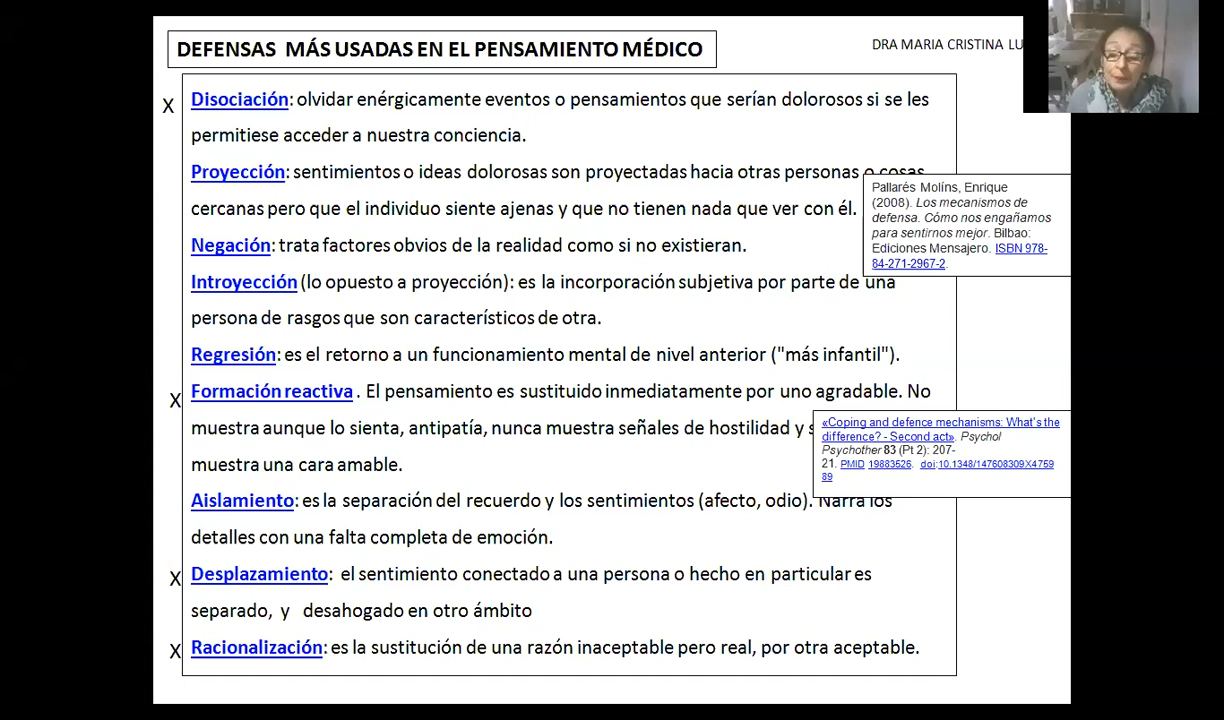 DEFENSAS MÁS USADAS EN EL PENSAMIENTO MÉDICO
DRA MARIA CRISTINA
X
Disociación: olvidar enérgicamente eventos o pensamientos que serían dolorosos si se les
permitiese acceder a nuestra conciencia.
Proyección: sentimientos o ideas dolorosas son proyectadas hacia otras personas o cosas
cercanas pero que el individuo siente ajenas y que no tienen nada que ver con él.
Negación: trata factores obvios de la realidad como si no existieran.
Introyección (lo opuesto a proyección): es la incorporación subjetiva por parte de una
persona de rasgos que son característicos de otra.
Regresión: es el retorno a un funcionamiento mental de nivel anterior ("más infantil").
X
Formación reactiva . El pensamiento es sustituido inmediatamente por uno agradable. No
muestra aunque lo sienta, antipatía, nunca muestra señales de hostilidad y
muestra una cara amable.
Aislamiento: es la separación del recuerdo y los sentimientos (afecto, odio). Narra los
detalles con una falta completa de emoción.
X
Desplazamiento: el sentimiento conectado a una persona o hecho en particular es
separado, y desahogado en otro ámbito
X
Racionalización: es la sustitución de una razón inaceptable pero real, por otra aceptable.
Pallarés Molíns, Enrique
(2008). Los mecanismos de
defensa. Cómo nos engañamos
para sentirnos mejor. Bilbao:
Ediciones Mensajero. ISBN 978-
84-271-2967-2.
«Coping and defence mechanisms: What's the
difference? - Second act». Psychol
Psychother 83 (Pt 2): 207-
21. PMID 19883526. doi:10.1348/147608309X4759
89